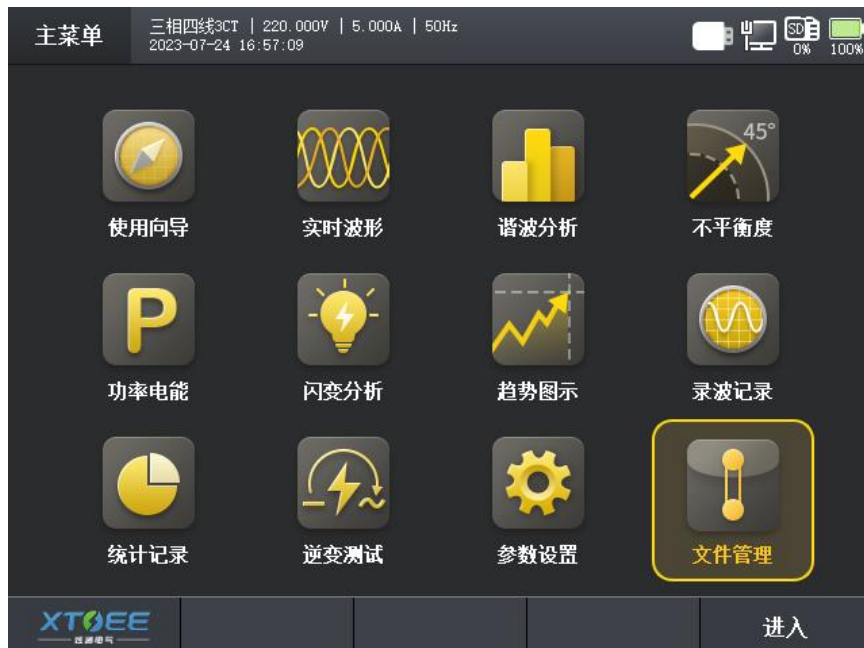 主菜单
三相四线3CT | 220.000V | 5.000A | 50Hz
2023-07-24 16:57:09
SD
0%
100%
45°
使用向导
实时波形
谐波分析
不平衡度
P
功率电能
闪变分析
趋势图示
录波记录
统计记录
逆变测试
参数设置
文件管理
XTOEE
进入